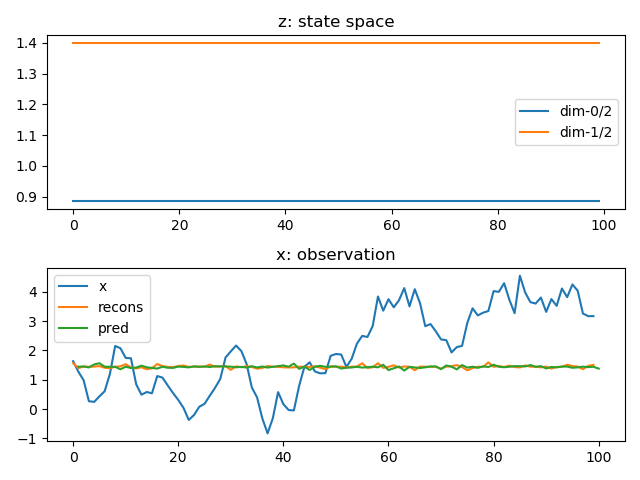 z: state space
1.4
1.3
1.2
1.1
1.0
0.9
dim-0/2
dim-1/2
0 20 40 60 80 100
x: observation
4
3
2
1
0
−1
x
recons
pred
0 20 40 60 80 100